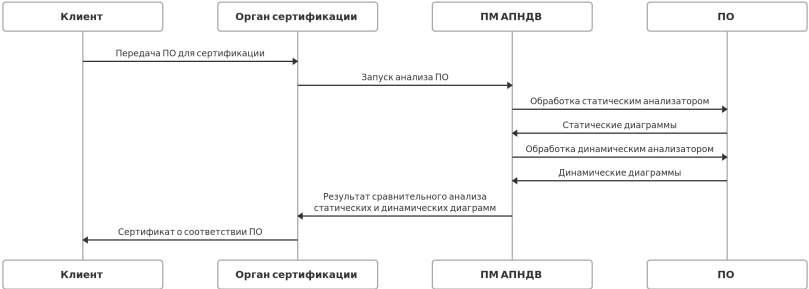 Клиент
Орган сертификации
ПМ АПНДВ
ПО
Передача ПО для сертификации
Запуск анализа ПО
Обработка статическим анализатором
Статические диаграммы
Обработка динамическим анализатором
Динамические диаграммы
Результат сравнительного анализа
статических и динамических диаграмм
Сертификат о соответствии ПО
Клиент
Орган сертификации
ПМ АПНДВ
ПО